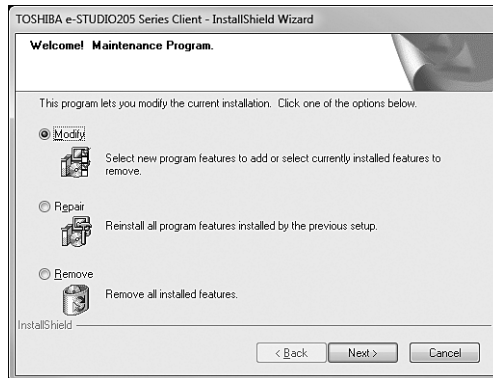 TOSHIBA e-STUDIO205 Series Client - InstallShield Wizard
Welcome! Maintenance Program.
This program lets you modify the current installation. Click one of the options below.
Modify
Select new program features to add or select currently installed features to
remove.
Repair
Reinstall all program features installed by the previous setup.
Remove
Remove all installed features.
InstallShield
< Back Next > Cancel